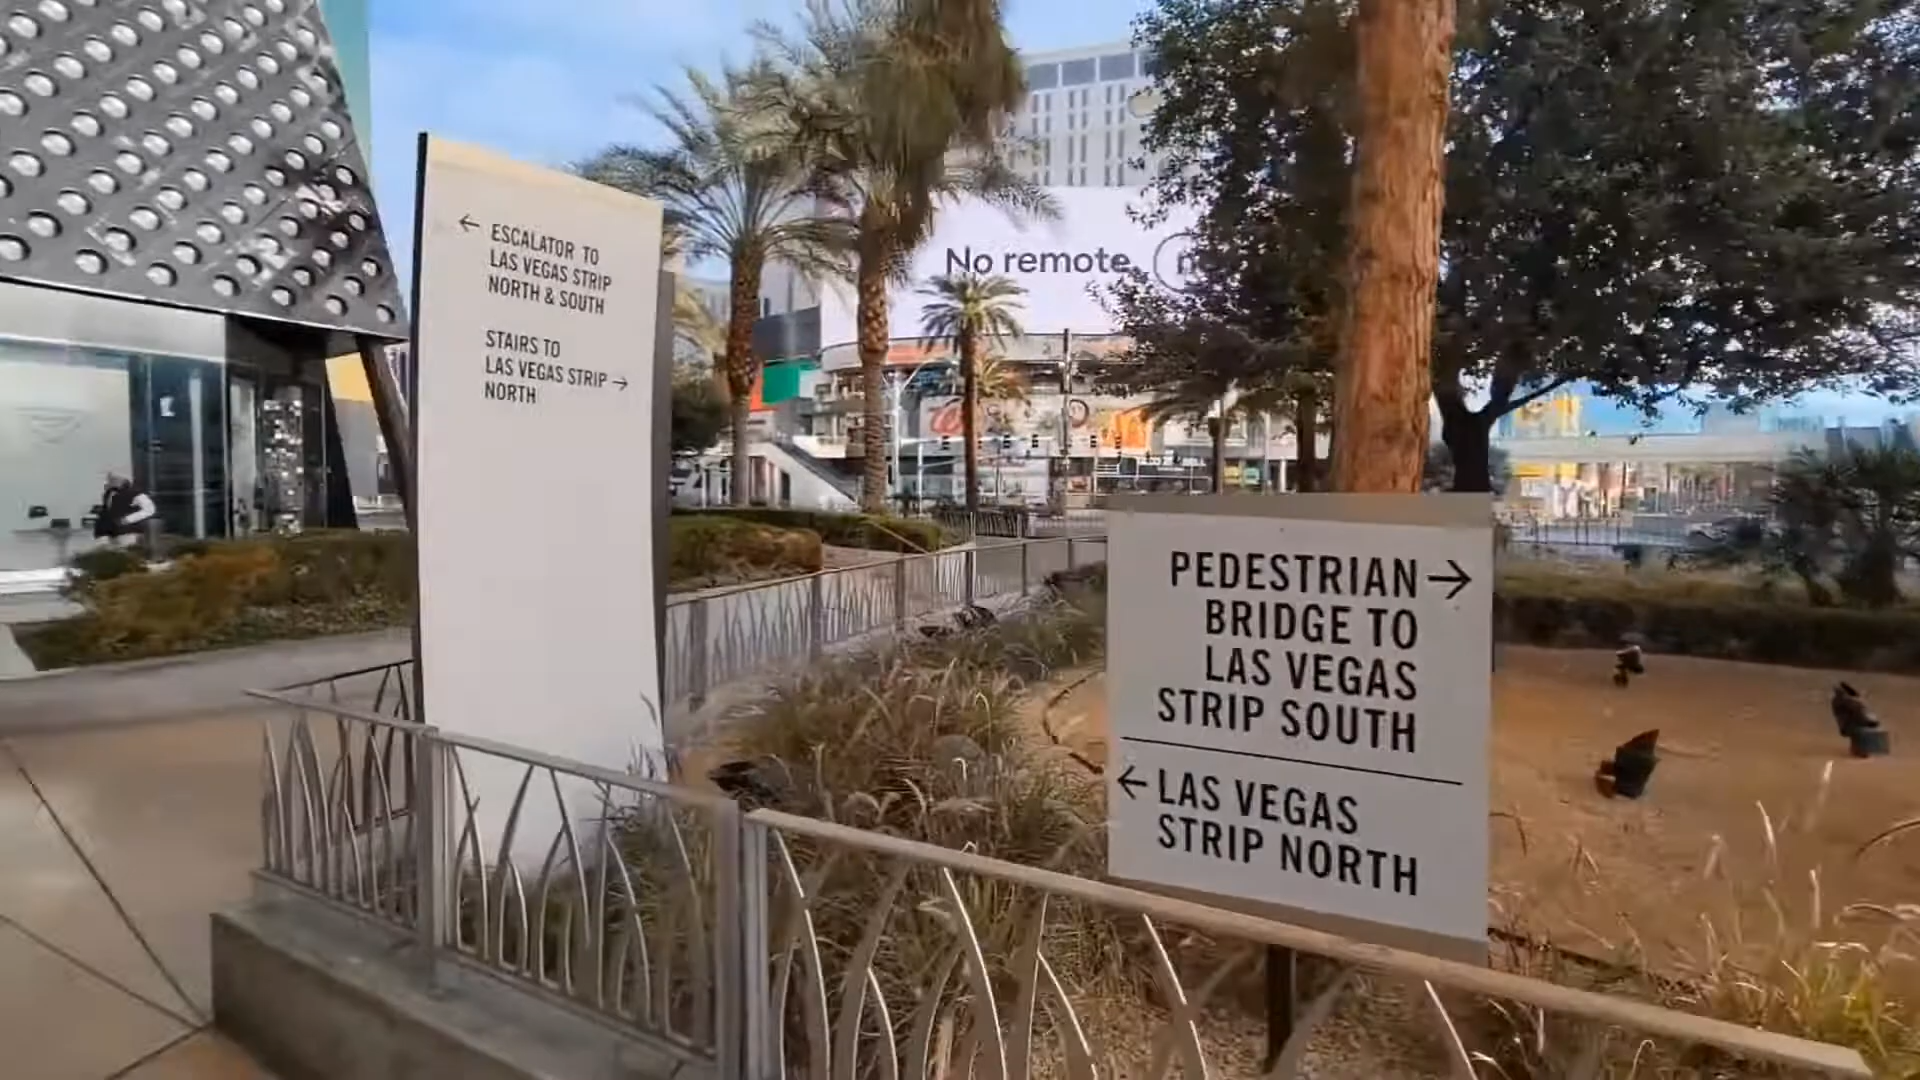 ← ESCALATOR TO
LAS VEGAS STRIP
NORTH & SOUTH
STAIRS TO
LAS VEGAS STRIP →
NORTH
No remote.
PEDESTRIAN →
BRIDGE TO
LAS VEGAS
STRIP SOUTH
← LAS VEGAS
STRIP NORTH